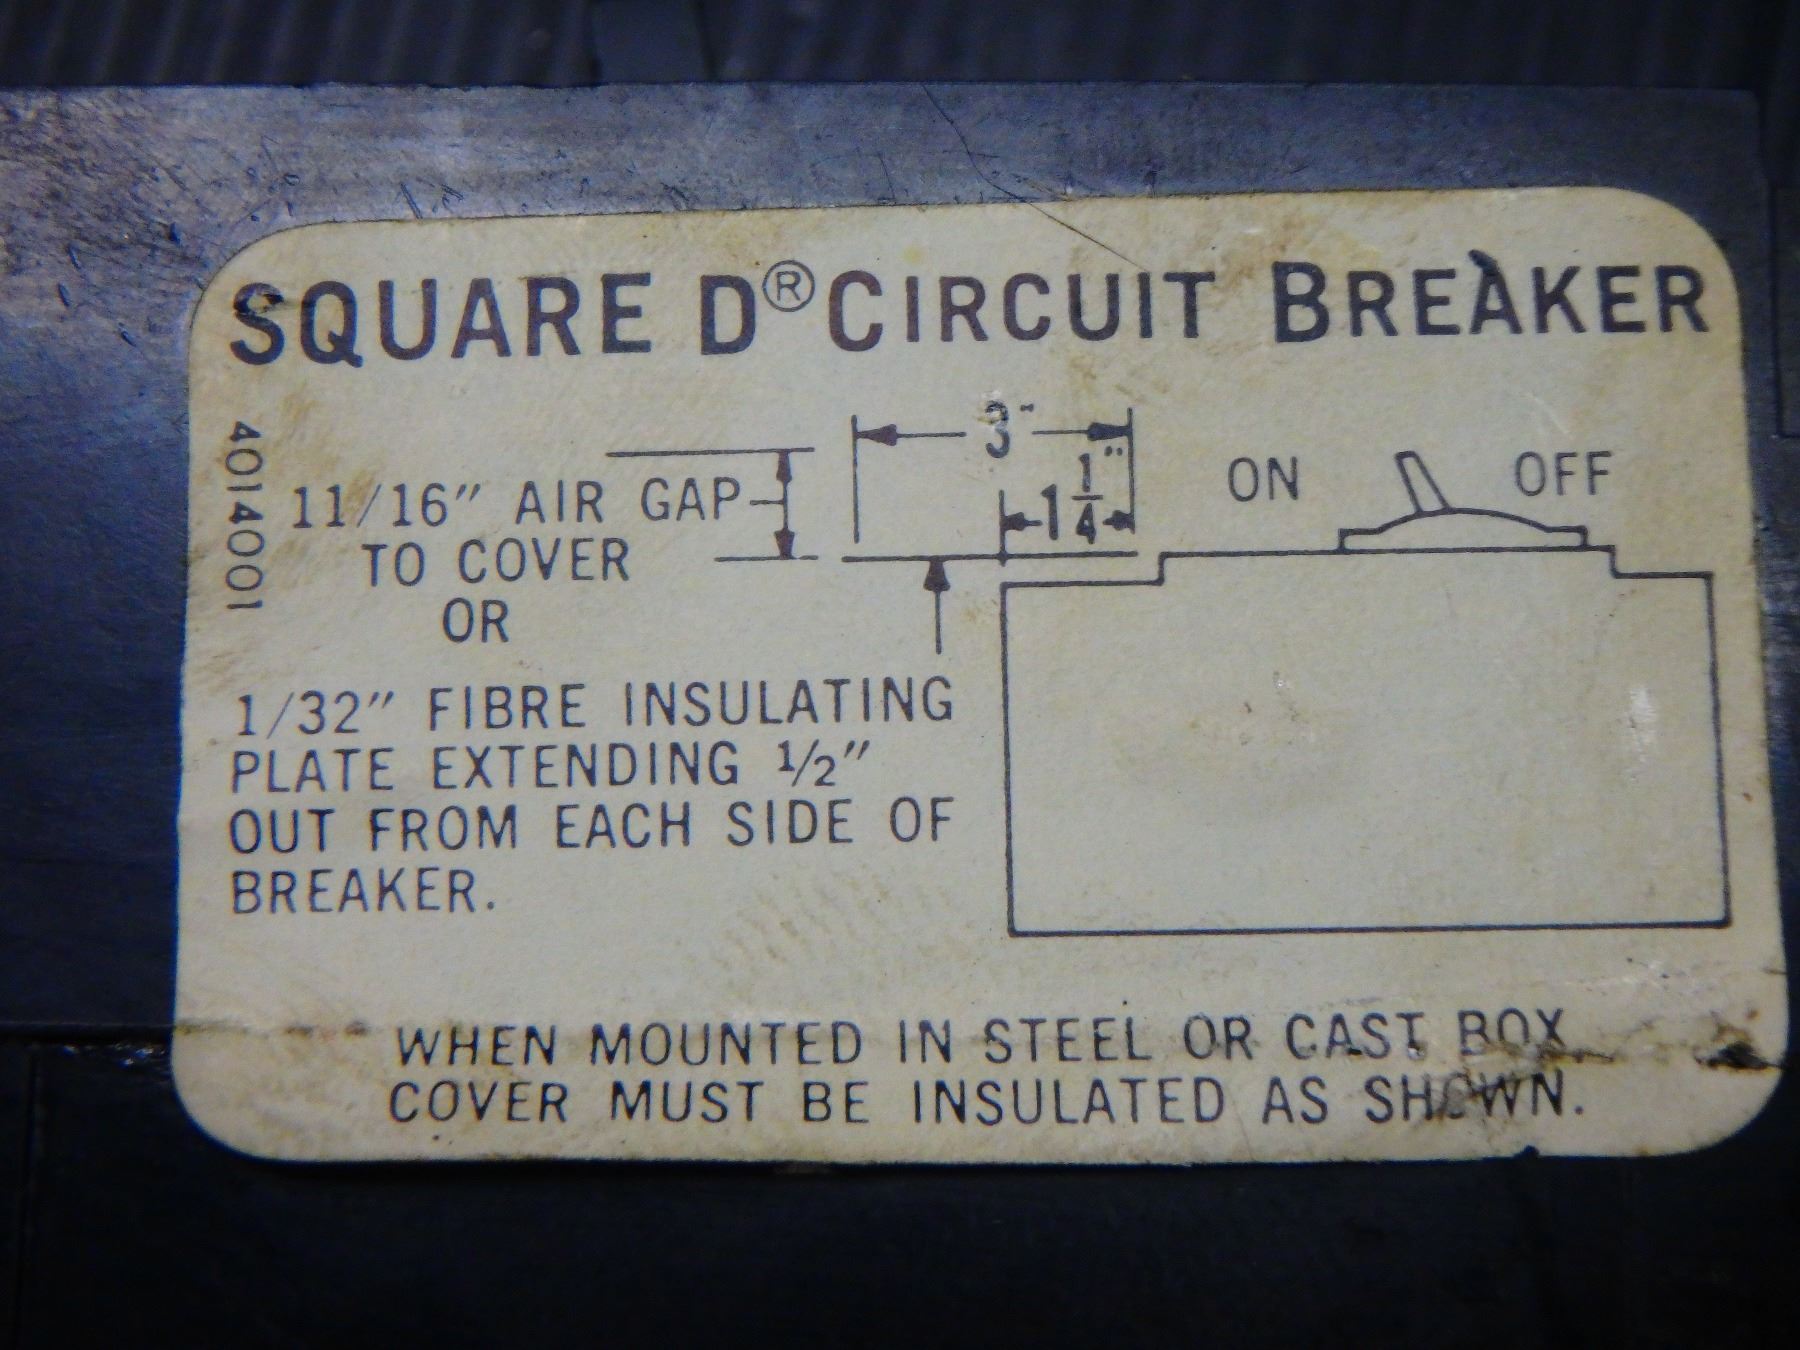 SQUARE D® CIRCUIT BREAKER
4014001
3"
1 1/4"
ON OFF
11/16" AIR GAP
TO COVER
OR
1/32" FIBRE INSULATING
PLATE EXTENDING 1/2"
OUT FROM EACH SIDE OF
BREAKER.
WHEN MOUNTED IN STEEL OR CAST BOX
COVER MUST BE INSULATED AS SHOWN.